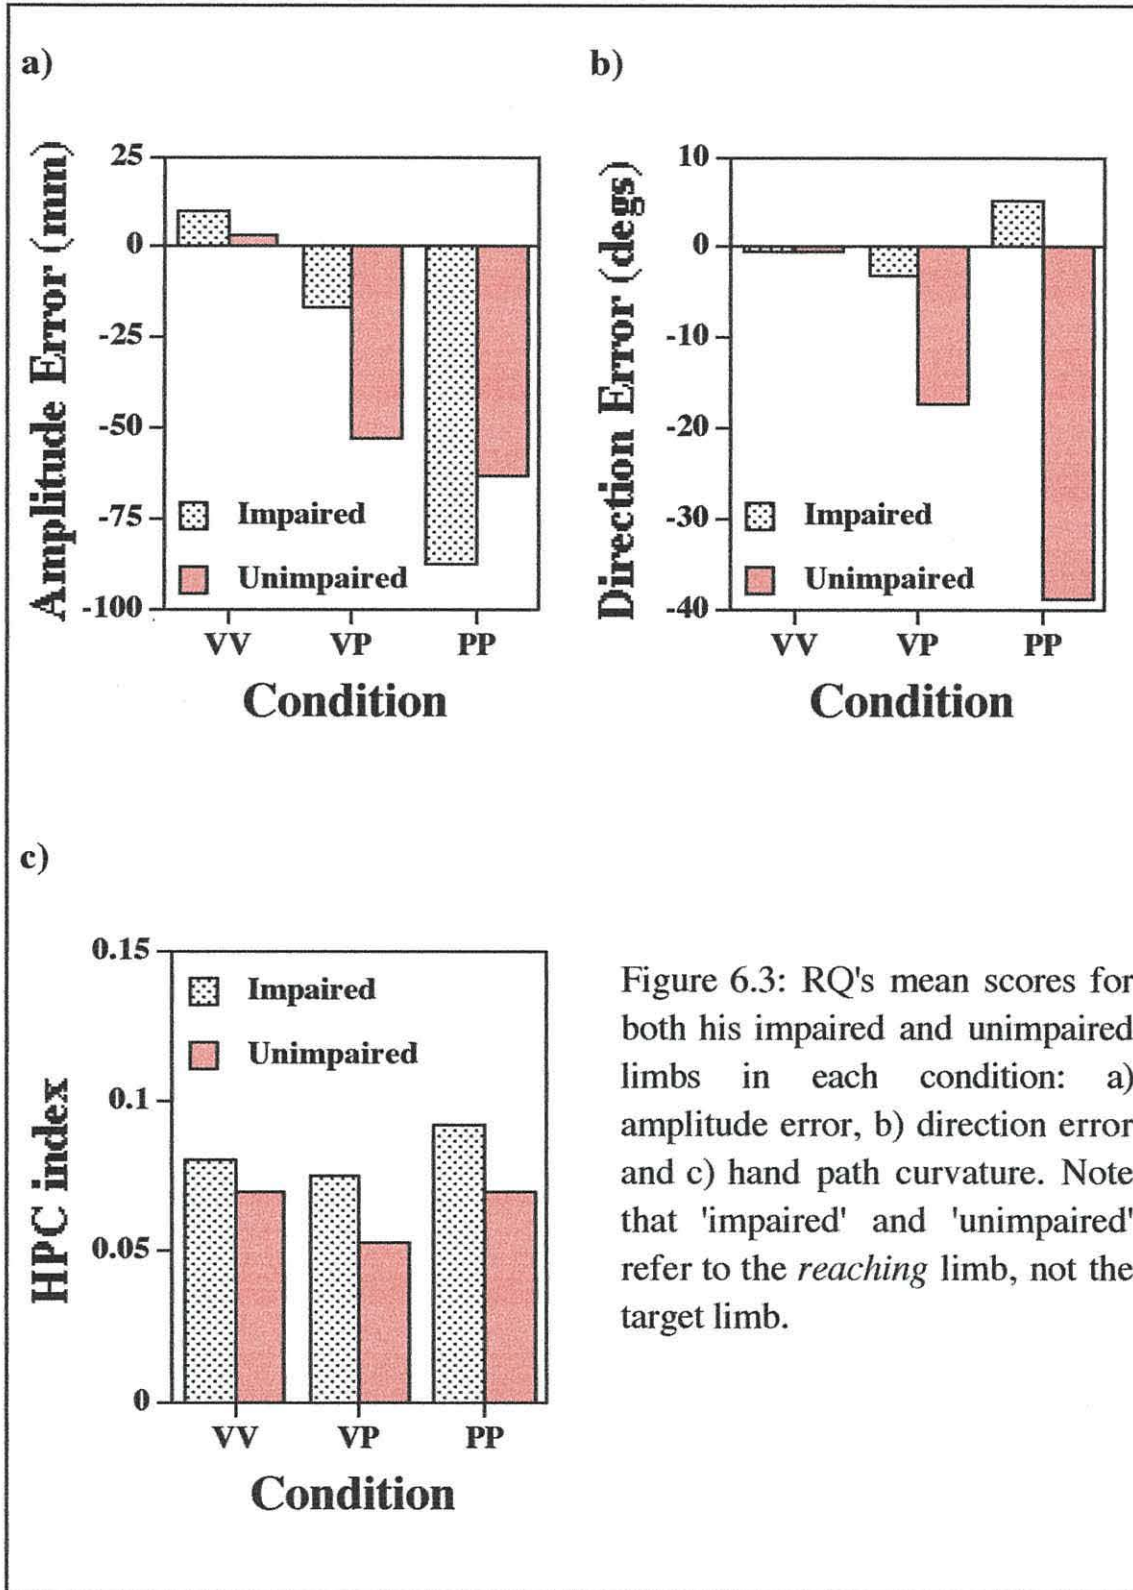 a)
Amplitude Error (mm)
25
0
-25
-50
-75
-100
Impaired
Unimpaired
VV VP PP
Condition
b)
Direction Error (degs)
10
0
-10
-20
-30
-40
Impaired
Unimpaired
VV VP PP
Condition
c)
HPC index
0.15
0.1
0.05
0
Impaired
Unimpaired
VV VP PP
Condition
Figure 6.3: RQ's mean scores for
both his impaired and unimpaired
limbs in each condition: a)
amplitude error, b) direction error
and c) hand path curvature. Note
that 'impaired' and 'unimpaired'
refer to the reaching limb, not the
target limb.